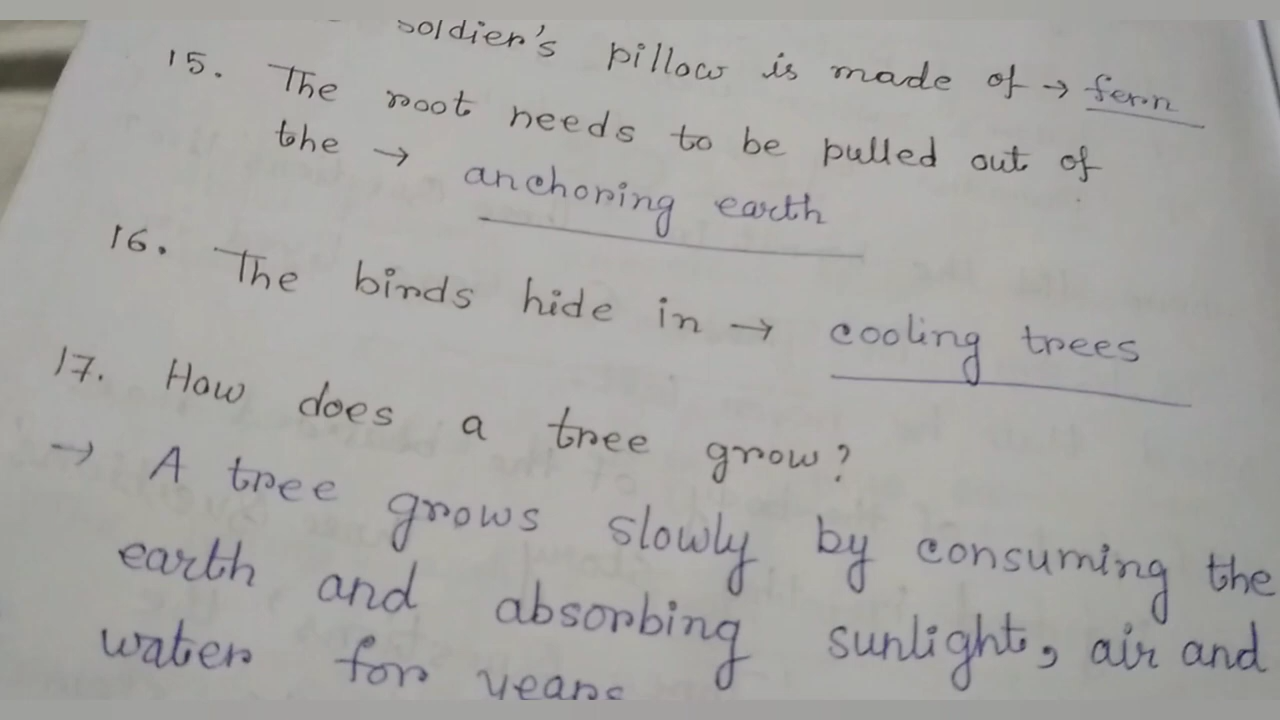 soldier's pillow is made of → fern
15. The root needs to be pulled out of
the → anchoring earth
16. The birds hide in → cooling trees
17. How does a tree grow?
→ A tree grows slowly by consuming the
earth and absorbing sunlight, air and
water for years